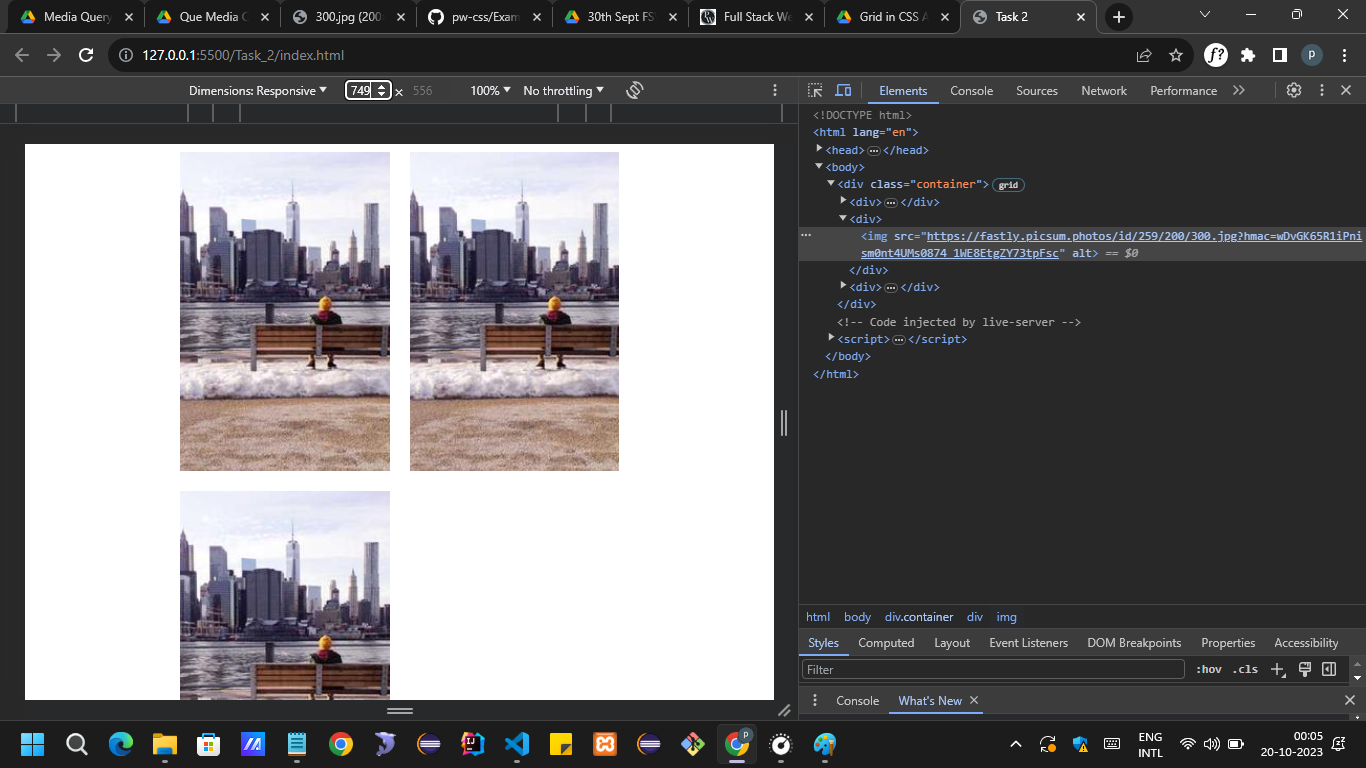 Media Query
Que Media C
300.jpg (200
pw-css/Exam
30th Sept FS
Full Stack We
Grid in CSS A
Task 2
127.0.0.1:5500/Task_2/index.html
p
Dimensions: Responsive
749 × 556
100%
No throttling
Elements
Console
Sources
Network
Performance
<!DOCTYPE html>
<html lang="en">
<head> ··· </head>
<body>
<div class="container"> grid
<div> ··· </div>
<div>
<img src="https://fastly.picsum.photos/id/259/200/300.jpg?hmac=wDvGK65R1iPni
sm0nt4UMs0874_1WE8EtgZY73tpFsc" alt> == $0
</div>
<div> ··· </div>
</div>
<!-- Code injected by live-server -->
<script> ··· </script>
</body>
</html>
html
body
div.container
div
img
Styles
Computed
Layout
Event Listeners
DOM Breakpoints
Properties
Accessibility
Filter
:hov
.cls
Console
What's New
ENG
INTL
00:05
20-10-2023